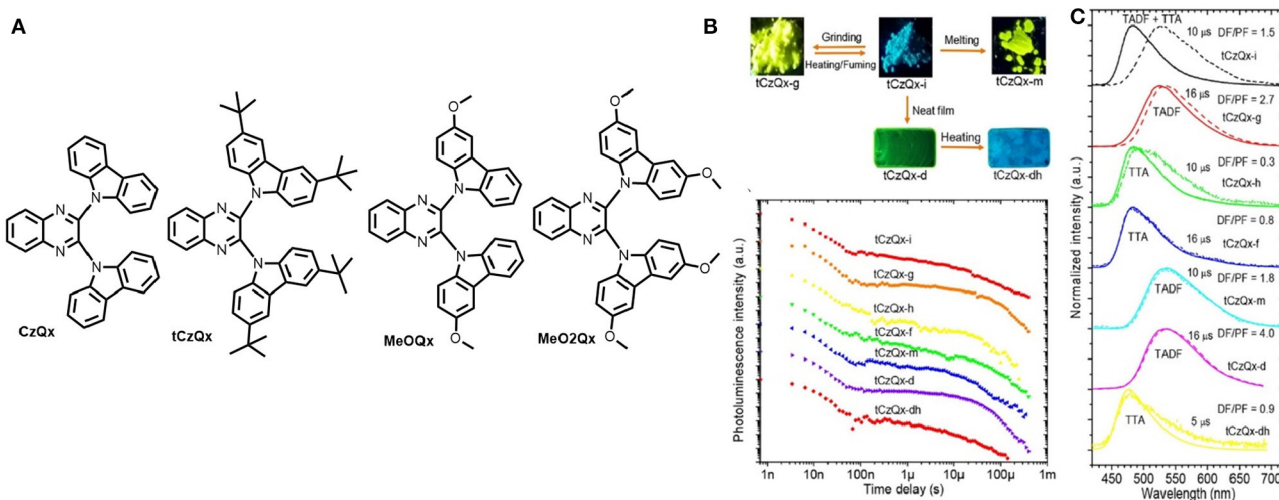 A
N
N
N
N
CzQx
N
N
N
N
tCzQx
O
N
N
N
N
O
MeOQx
O
N
O
N
N
N
O
O
MeO2Qx
B
Grinding
Heating/Fuming
Melting
tCzQx-g
tCzQx-i
tCzQx-m
Neat film
Heating
tCzQx-d
tCzQx-dh
Photoluminescence intensity (a.u.)
tCzQx-i
tCzQx-g
tCzQx-h
tCzQx-f
tCzQx-m
tCzQx-d
tCzQx-dh
1n 10n 100n 1µ 10µ 100µ 1m
Time delay (s)
C
Normalized intensity (a.u.)
TADF + TTA
10 µs DF/PF = 1.5
tCzQx-i
16 µs DF/PF = 2.7
TADF tCzQx-g
10 µs DF/PF = 0.3
TTA tCzQx-h
DF/PF = 0.8
TTA 16 µs tCzQx-f
10 µs DF/PF = 1.8
TADF tCzQx-m
16 µs DF/PF = 4.0
TADF tCzQx-d
DF/PF = 0.9
TTA 5 µs tCzQx-dh
450 500 550 600 650 700
Wavelength (nm)